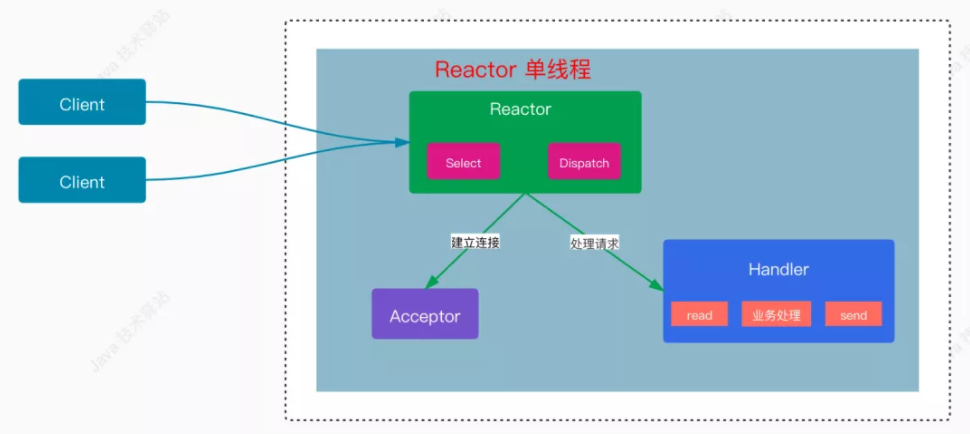 Reactor 单线程
Client
Client
Reactor
Select
Dispatch
建立连接
处理请求
Acceptor
Handler
read
业务处理
send
Java 技术驿站
Java 技术驿站